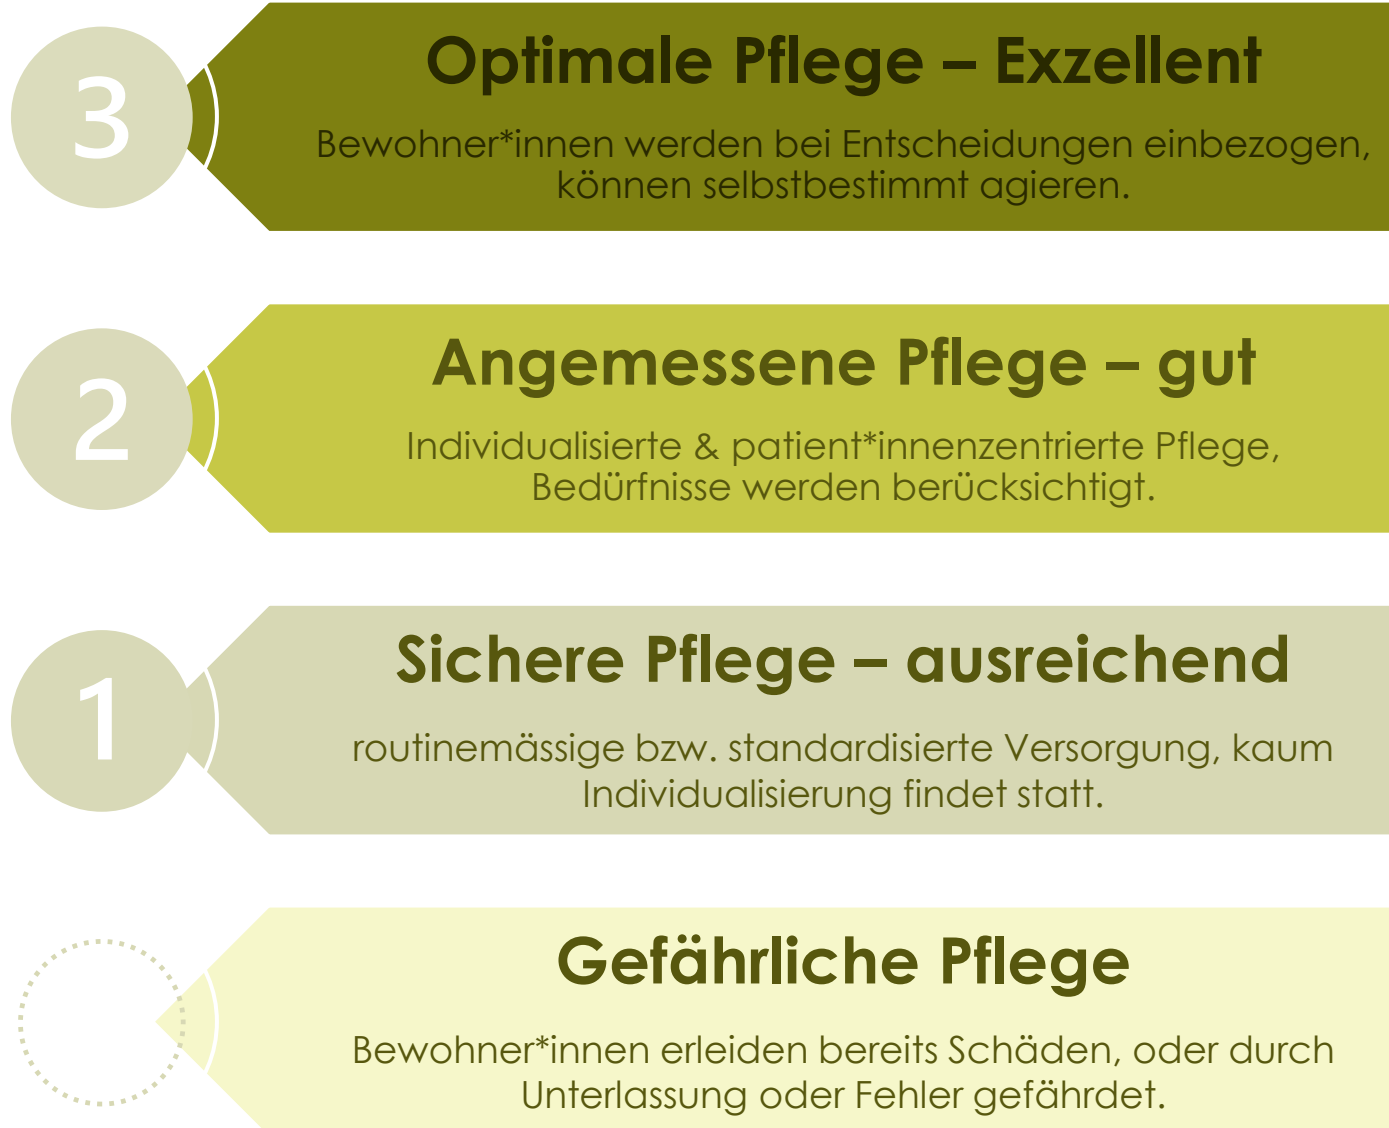 3
Optimale Pflege – Exzellent
Bewohner*innen werden bei Entscheidungen einbezogen,
können selbstbestimmt agieren.
2
Angemessene Pflege – gut
Individualisierte & patient*innenzentrierte Pflege,
Bedürfnisse werden berücksichtigt.
1
Sichere Pflege – ausreichend
routinemässige bzw. standardisierte Versorgung, kaum
Individualisierung findet statt.
Gefährliche Pflege
Bewohner*innen erleiden bereits Schäden, oder durch
Unterlassung oder Fehler gefährdet.